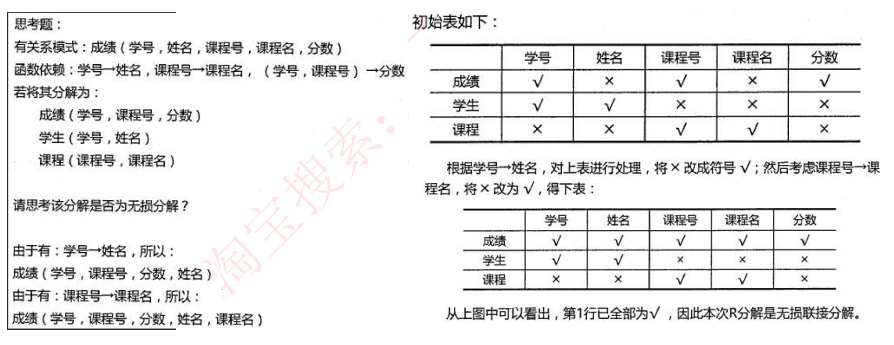 思考题：
有关系模式：成绩（学号，姓名，课程号，课程名，分数）
函数依赖：学号→姓名，课程号→课程名，（学号，课程号）→分数
若将其分解为：
成绩（学号，课程号，分数）
学生（学号，姓名）
课程（课程号，课程名）
请思考该分解是否为无损分解？
由于有：学号→姓名，所以：
成绩（学号，课程号，分数，姓名）
由于有：课程号→课程名，所以：
成绩（学号，课程号，分数，姓名，课程名）
初始表如下：
学号 姓名 课程号 课程名 分数
成绩 √ × √ × √
学生 √ √ × × ×
课程 × × √ √ ×
根据学号→姓名，对上表进行处理，将×改成符号√；然后考虑课程号→课
程名，将×改为√，得下表：
学号 姓名 课程号 课程名 分数
成绩 √ √ √ √ √
学生 √ √ × × ×
课程 × × √ √ ×
从上图中可以看出，第1行已全部为√，因此本次R分解是无损联接分解。
淘宝搜索：